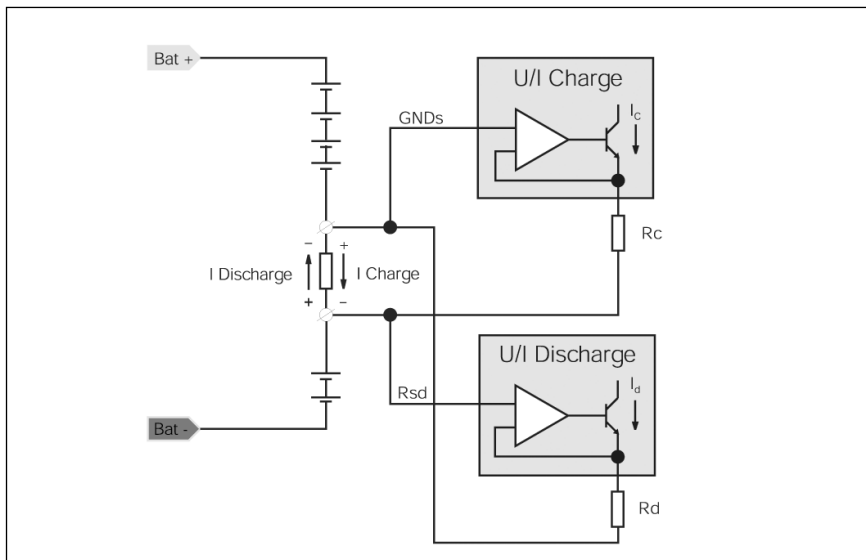 Bat +
U/I Charge
GNDs
Ic
Rc
− +
I Discharge I Charge
+ −
U/I Discharge
Rsd
Id
Bat -
Rd